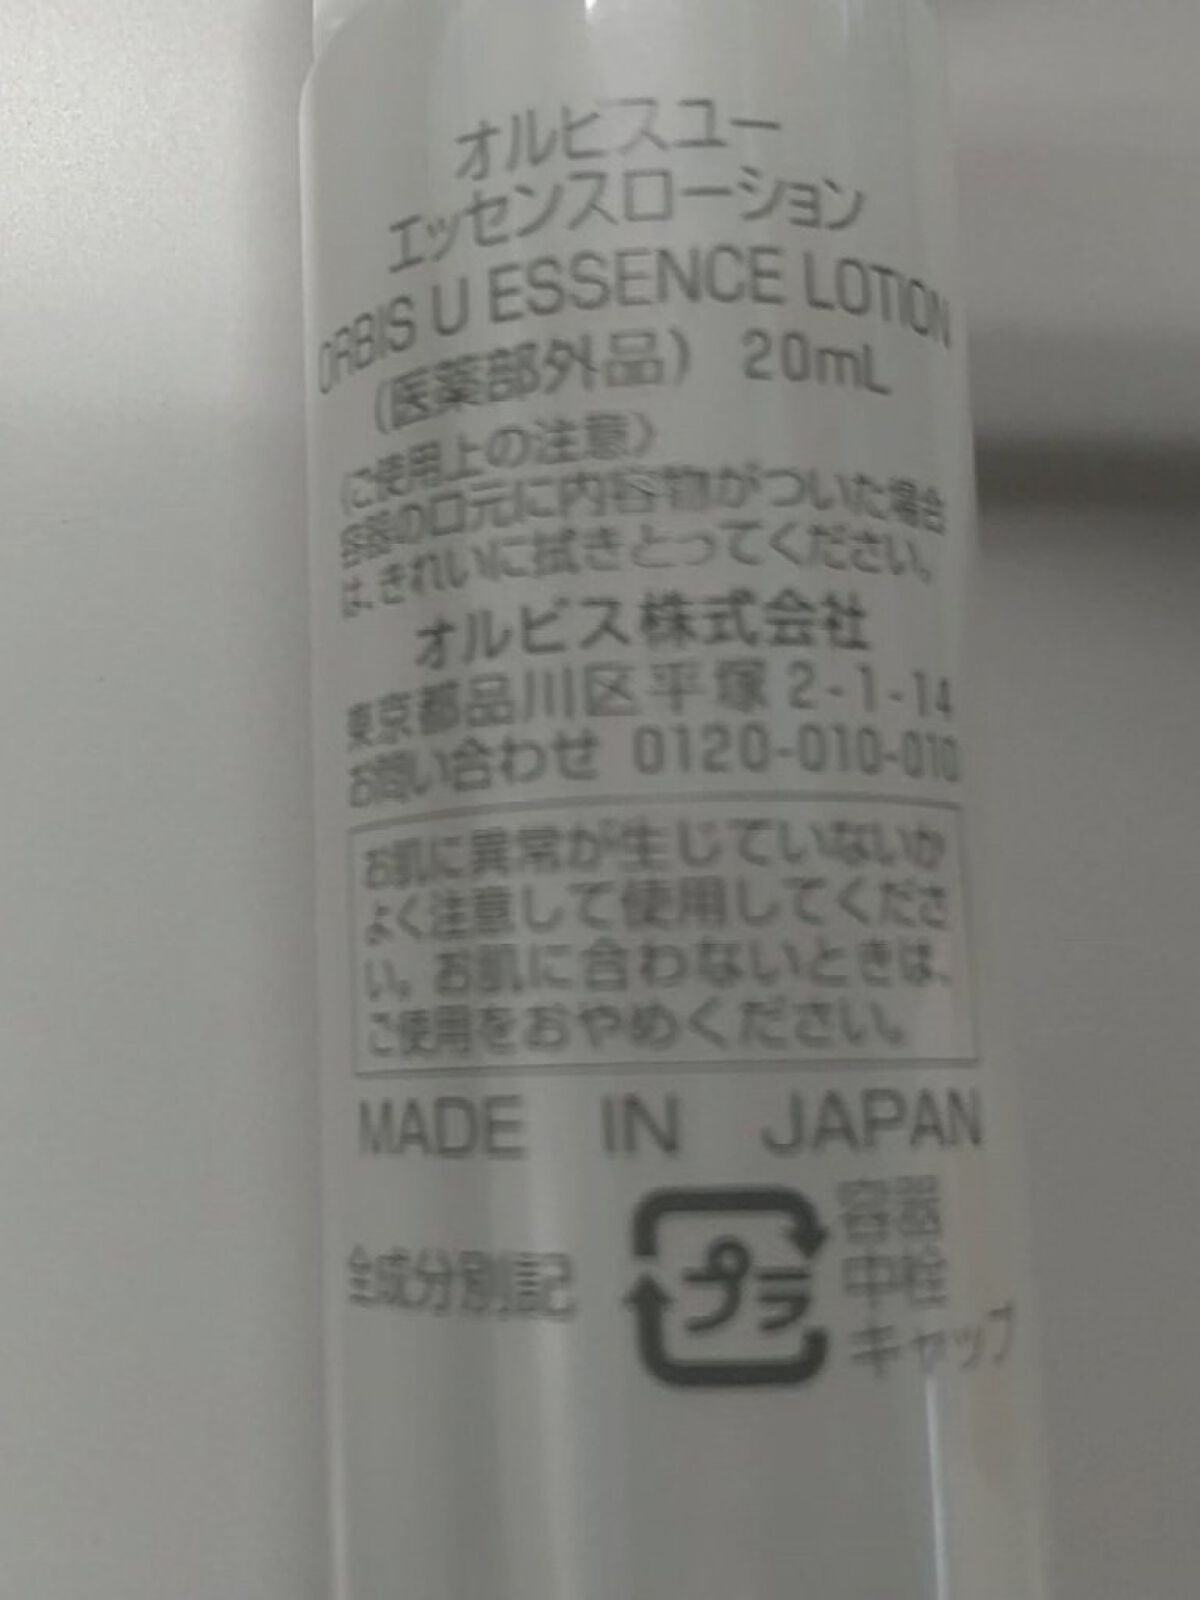 オルビスユー
エッセンスローション
ORBIS U ESSENCE LOTION
(医薬部外品) 20mL
〈ご使用上の注意〉
容器の口元に内容物がついた場合
は、きれいに拭きとってください。
オルビス株式会社
東京都品川区平塚2-1-14
お問い合わせ 0120-010-010
お肌に異常が生じていないか
よく注意して使用してくださ
い。お肌に合わないときは、
ご使用をおやめください。
MADE IN JAPAN
全成分別記
プラ
容器
中栓
キャップ